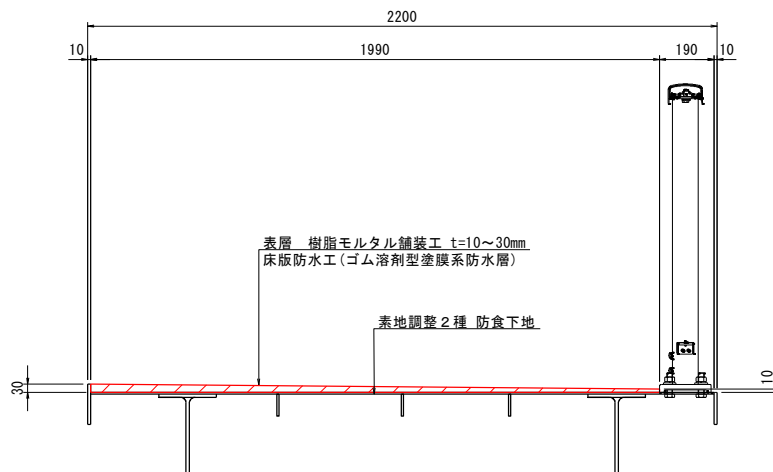 2200
10 1990 190 10
表層 樹脂モルタル舗装工 t=10～30mm
床版防水工(ゴム溶剤型塗膜系防水層)
素地調整２種 防食下地
30
10